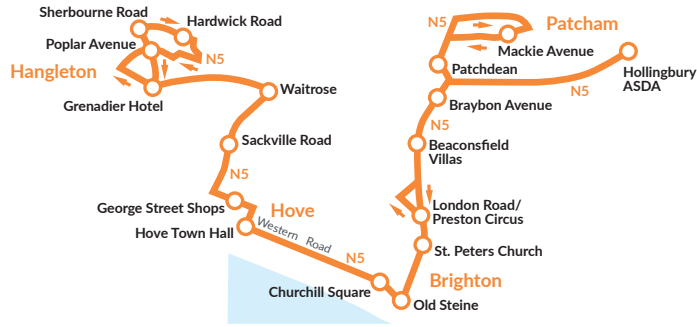 Sherbourne Road
Hardwick Road
Poplar Avenue
N5
Hangleton
Grenadier Hotel
Waitrose
Sackville Road
N5
George Street Shops
Hove
Hove Town Hall
Western Road
N5
Churchill Square
Old Steine
Brighton
St. Peters Church
London Road/
Preston Circus
Beaconsfield
Villas
N5
Braybon Avenue
Patchdean
N5
Patcham
Mackie Avenue
N5
Hollingbury
ASDA